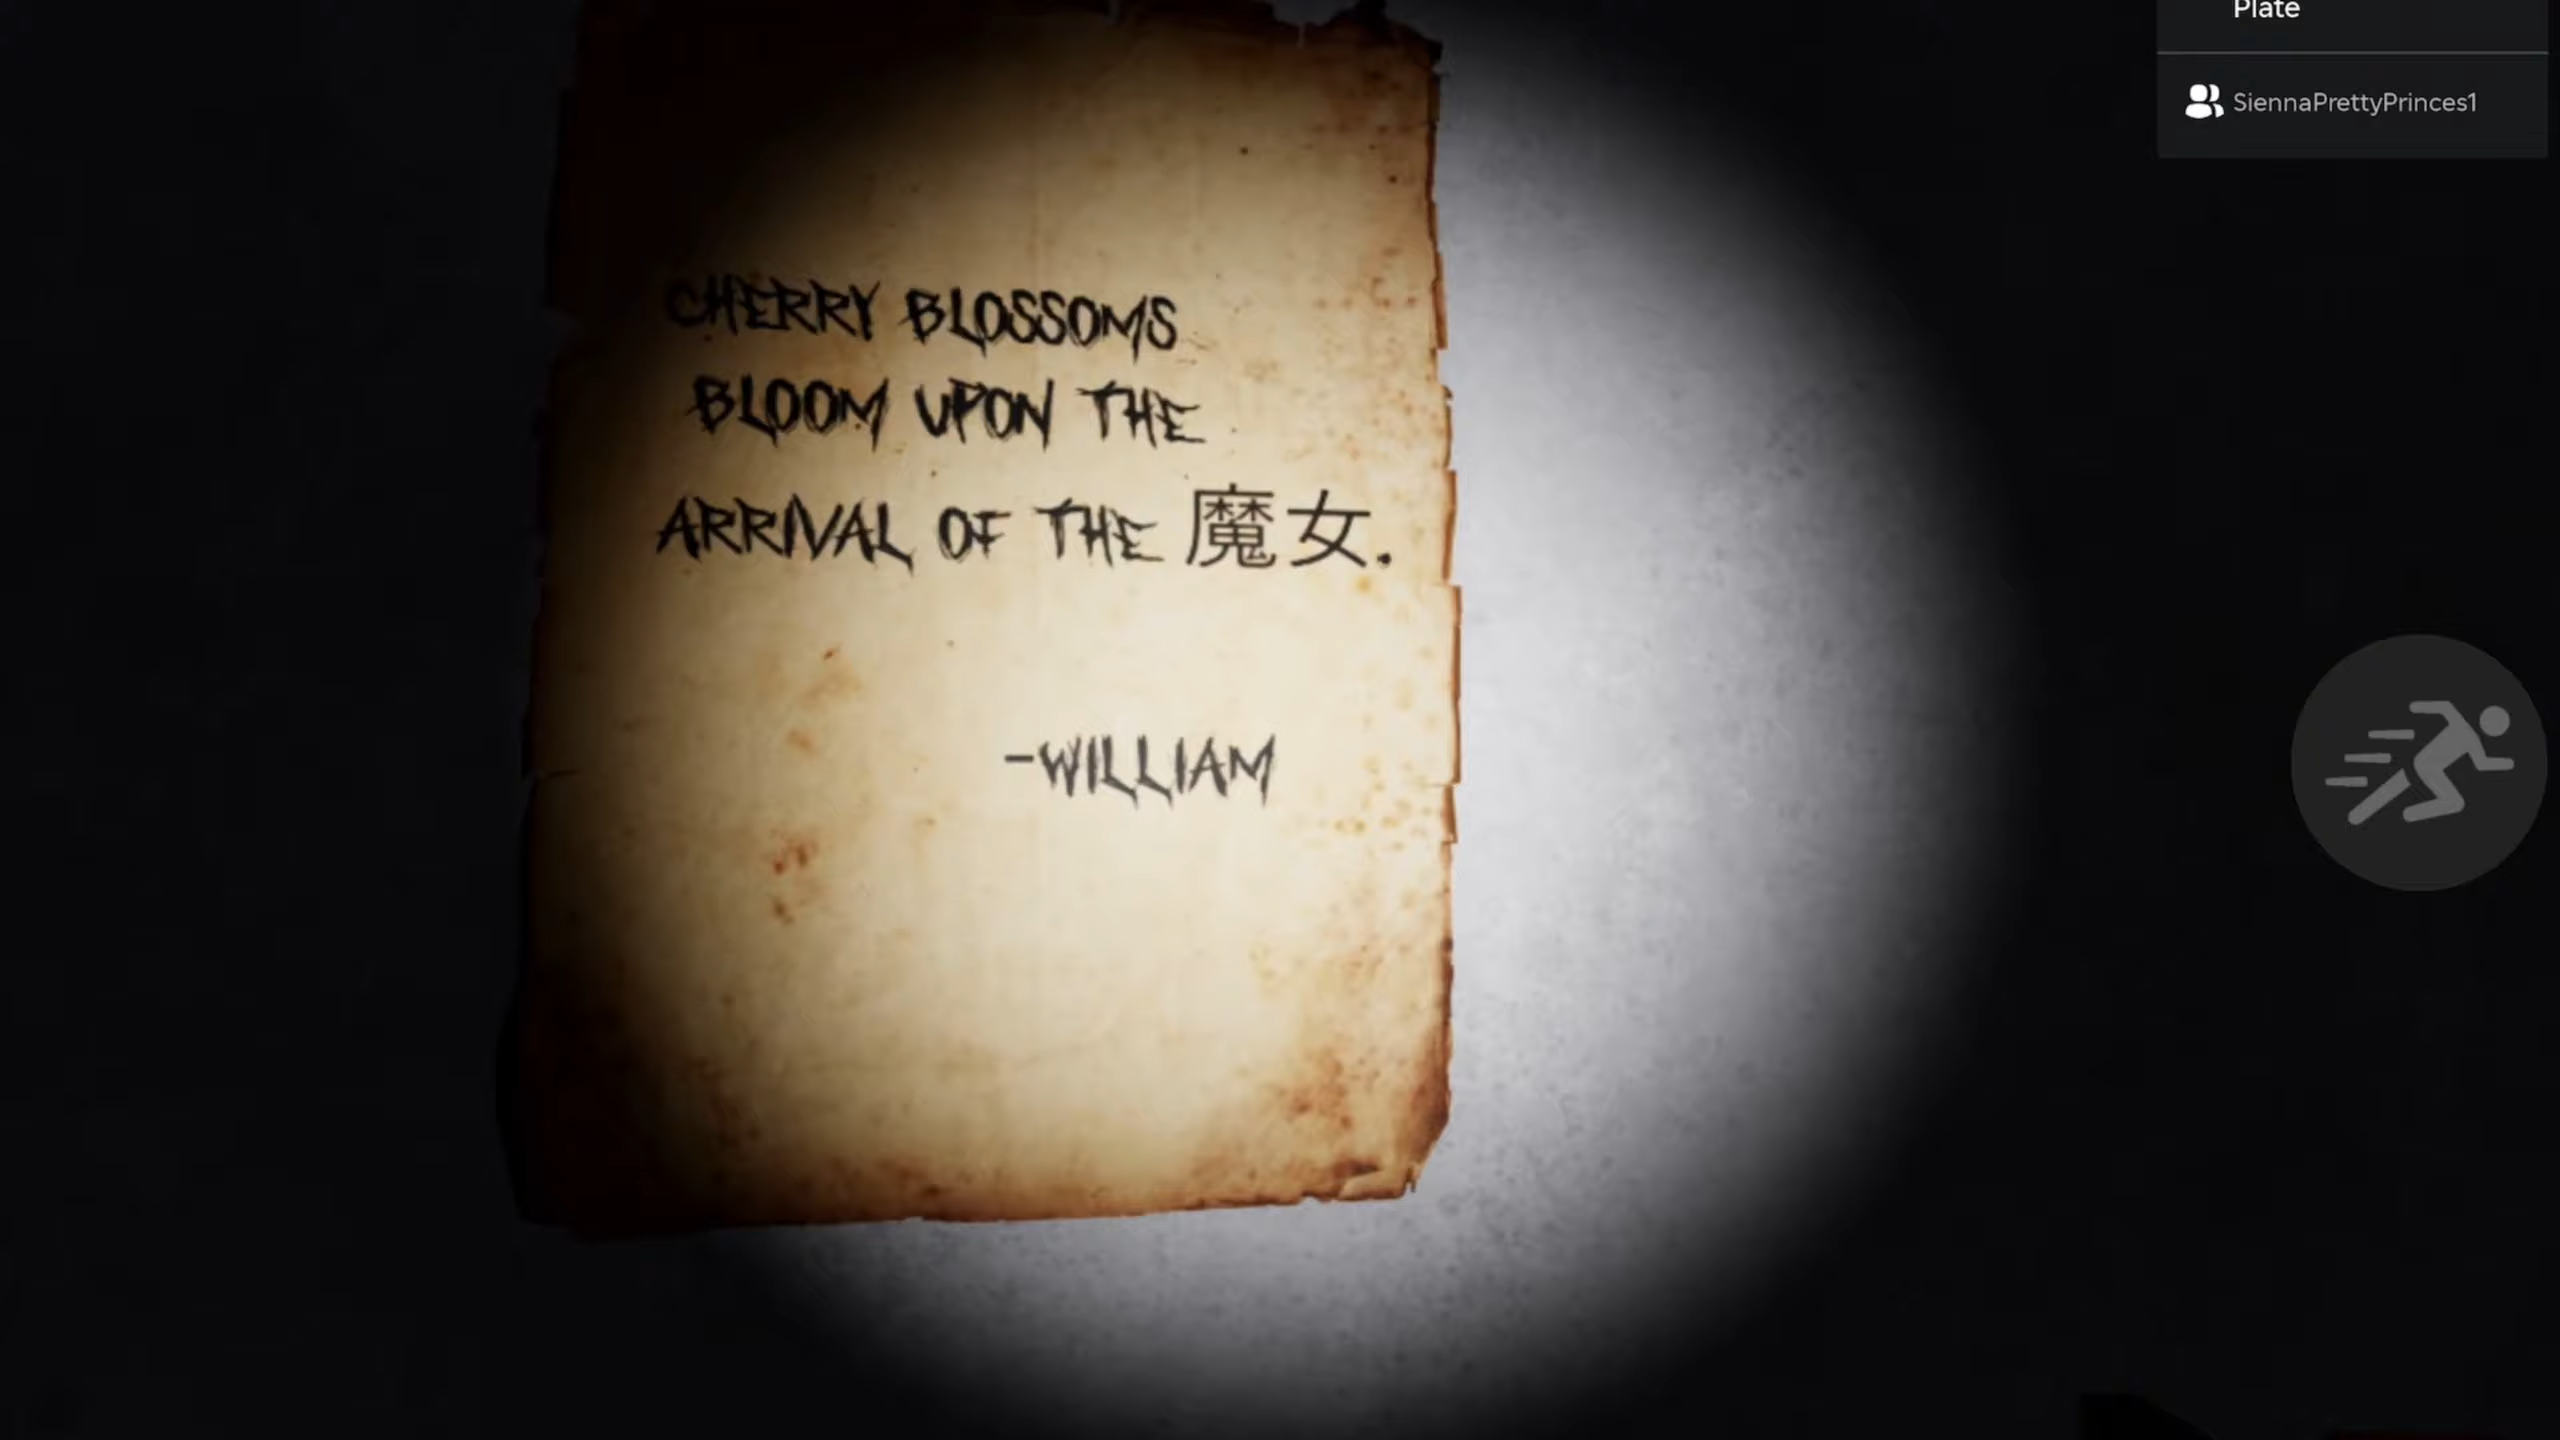 Plate
SiennaPrettyPrinces1
CHERRY BLOSSOMS
BLOOM UPON THE
ARRIVAL OF THE 魔女.
-WILLIAM